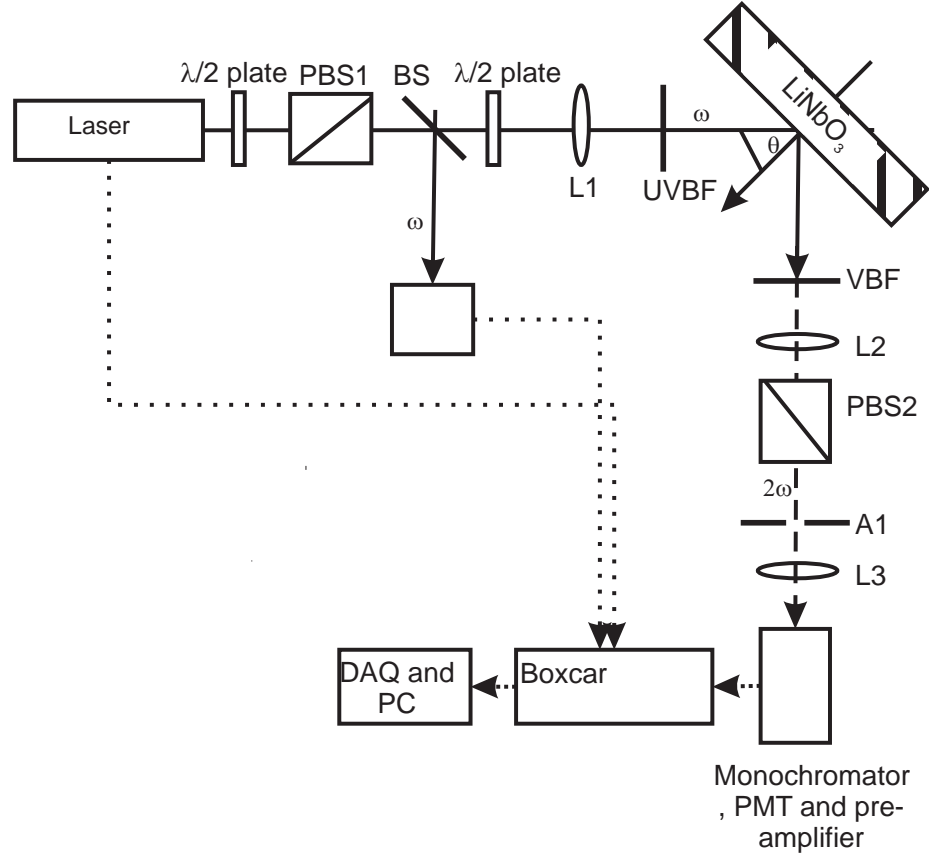 λ/2 plate
PBS1
BS
λ/2 plate
Laser
L1
UVBF
ω
θ
LiNbO₃
ω
VBF
L2
PBS2
2ω
A1
L3
DAQ and
PC
Boxcar
Monochromator
, PMT and pre-
amplifier